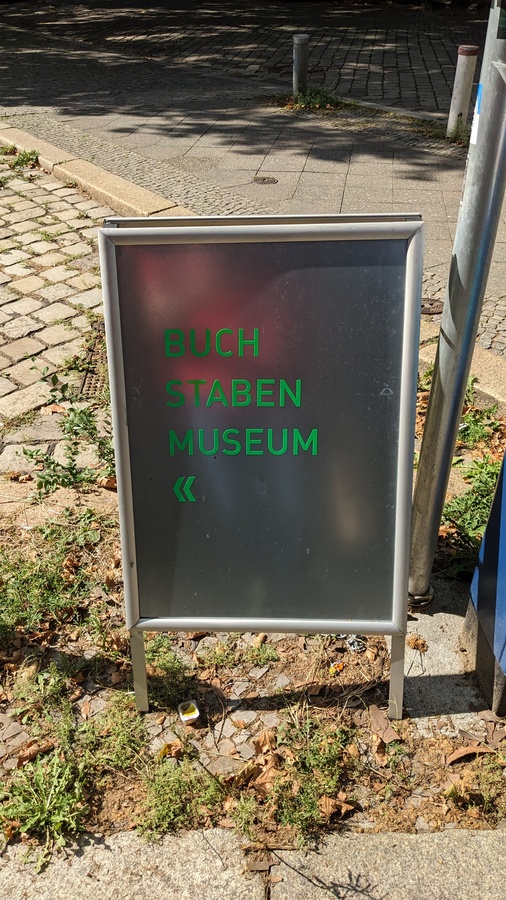 BUCH
STABEN
MUSEUM
«